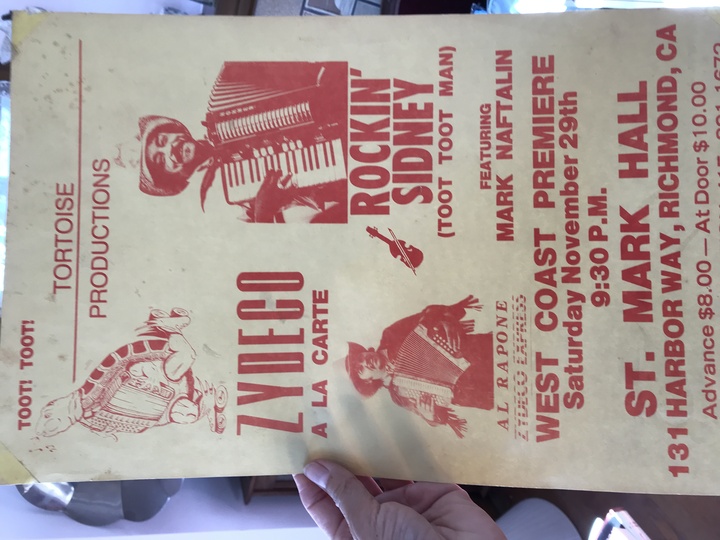 TOOT! TOOT!
TORTOISE
PRODUCTIONS
ZYDECO
A LA CARTE
ROCKIN'
SIDNEY
(TOOT TOOT MAN)
AL RAPONE
ZYDECO EXPRESS
FEATURING
MARK NAFTALIN
WEST COAST PREMIERE
Saturday November 29th
9:30 P.M.
ST. MARK HALL
131 HARBOR WAY, RICHMOND, CA
Advance $8.00 — At Door $10.00